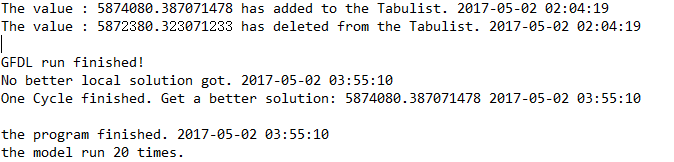 The value : 5874080.387071478 has added to the Tabulist. 2017-05-02 02:04:19
The value : 5872380.323071233 has deleted from the Tabulist. 2017-05-02 02:04:19
GFDL run finished!
No better local solution got. 2017-05-02 03:55:10
One Cycle finished. Get a better solution: 5874080.387071478 2017-05-02 03:55:10
the program finished. 2017-05-02 03:55:10
the model run 20 times.